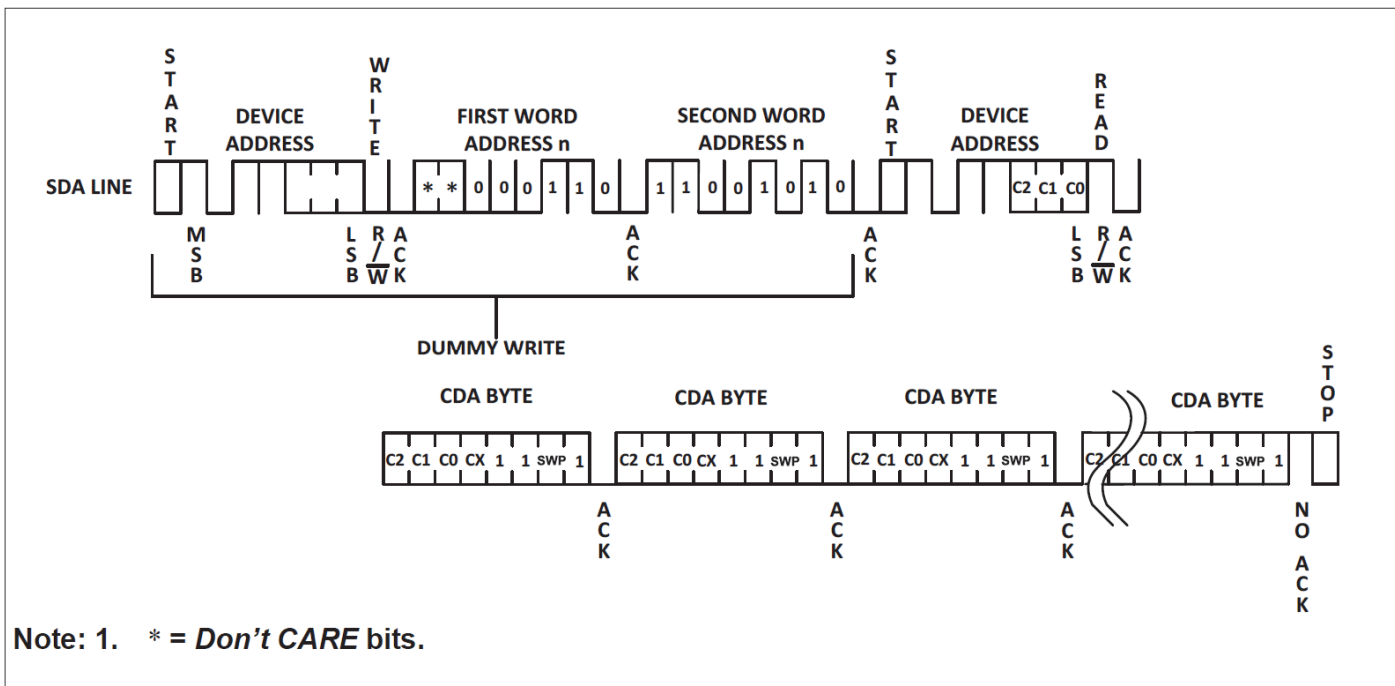 START
WRITE
START
READ
DEVICE ADDRESS
FIRST WORD ADDRESS n
SECOND WORD ADDRESS n
DEVICE ADDRESS
SDA LINE
* * 0 0 0 1 1 0
1 1 0 0 1 0 1 0
C2 C1 C0
MSB
LSB
R/W̅
ACK
ACK
ACK
LSB
R/W̅
ACK
DUMMY WRITE
STOP
CDA BYTE
CDA BYTE
CDA BYTE
CDA BYTE
C2 C1 C0 CX 1 1 SWP 1
C2 C1 C0 CX 1 1 SWP 1
C2 C1 C0 CX 1 1 SWP 1
C2 C1 C0 CX 1 1 SWP 1
ACK
ACK
ACK
NO ACK
Note: 1. * = Don't CARE bits.